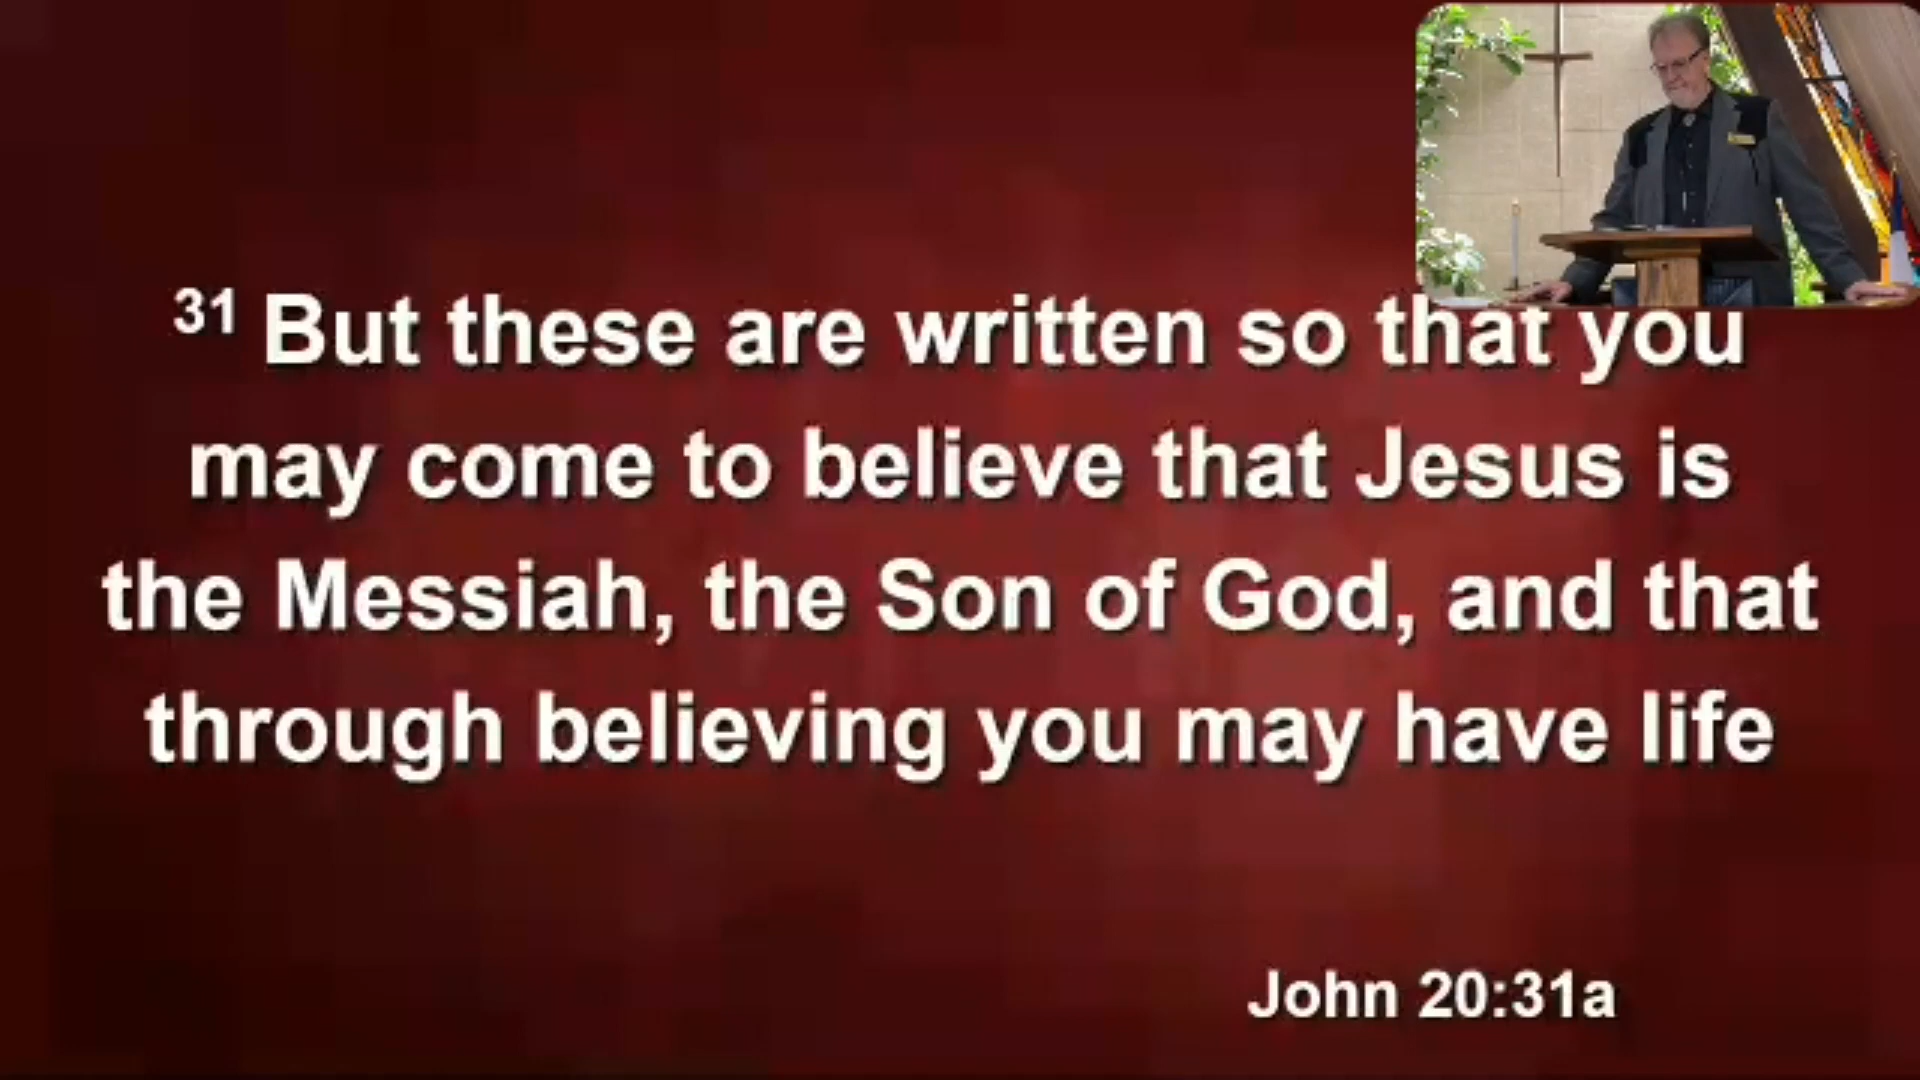 31 But these are written so that you
may come to believe that Jesus is
the Messiah, the Son of God, and that
through believing you may have life
John 20:31a